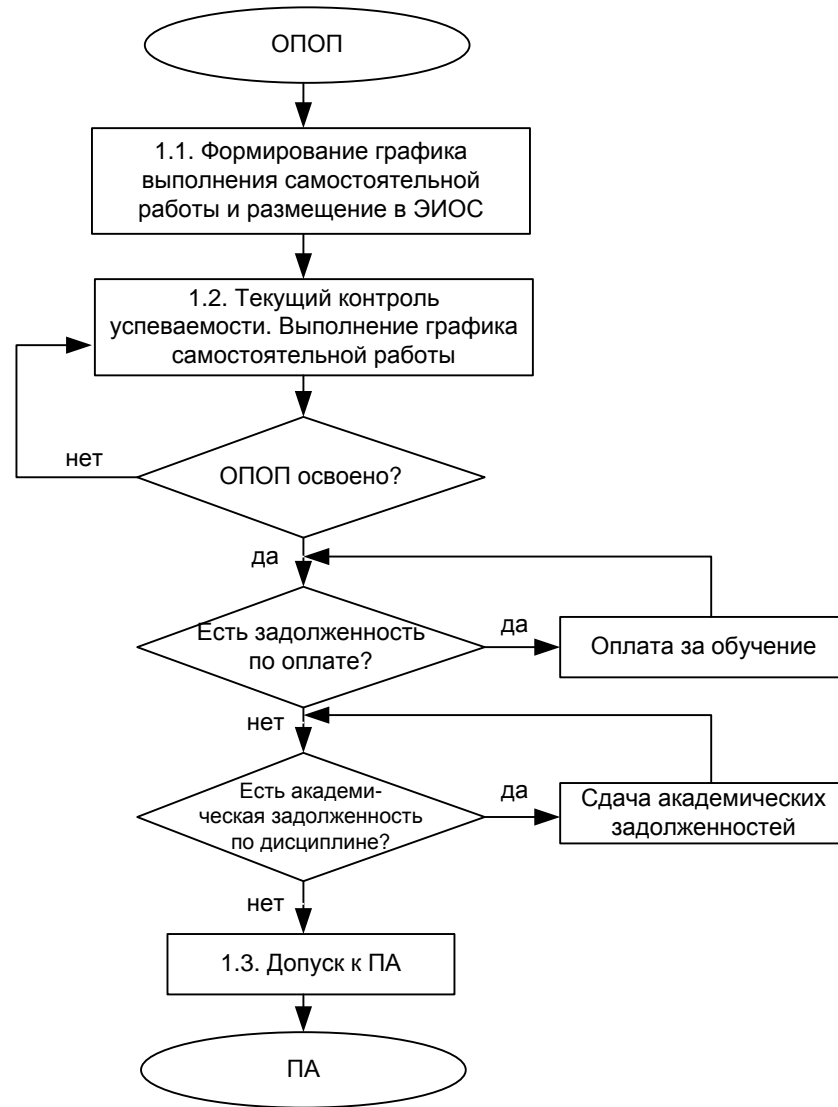 ОПОП
1.1. Формирование графика
выполнения самостоятельной
работы и размещение в ЭИОС
1.2. Текущий контроль
успеваемости. Выполнение графика
самостоятельной работы
нет
ОПОП освоено?
да
Есть задолженность
по оплате?
да
Оплата за обучение
нет
Есть академи-
ческая задолженность
по дисциплине?
да
Сдача академических
задолженностей
нет
1.3. Допуск к ПА
ПА